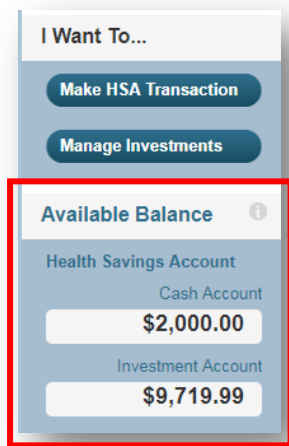 I Want To...
Make HSA Transaction
Manage Investments
Available Balance
Health Savings Account
Cash Account
$2,000.00
Investment Account
$9,719.99